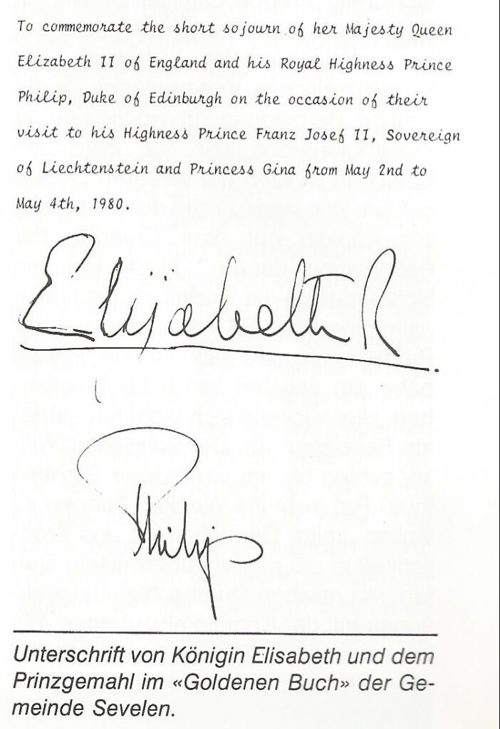 To commemorate the short sojourn of her Majesty Queen
Elizabeth II of England and his Royal Highness Prince
Philip, Duke of Edinburgh on the occasion of their
visit to his Highness Prince Franz Josef II, Sovereign
of Liechtenstein and Princess Gina from May 2nd to
May 4th, 1980.
Elizabeth R
Philip
Unterschrift von Königin Elisabeth und dem
Prinzgemahl im «Goldenen Buch» der Ge-
meinde Sevelen.